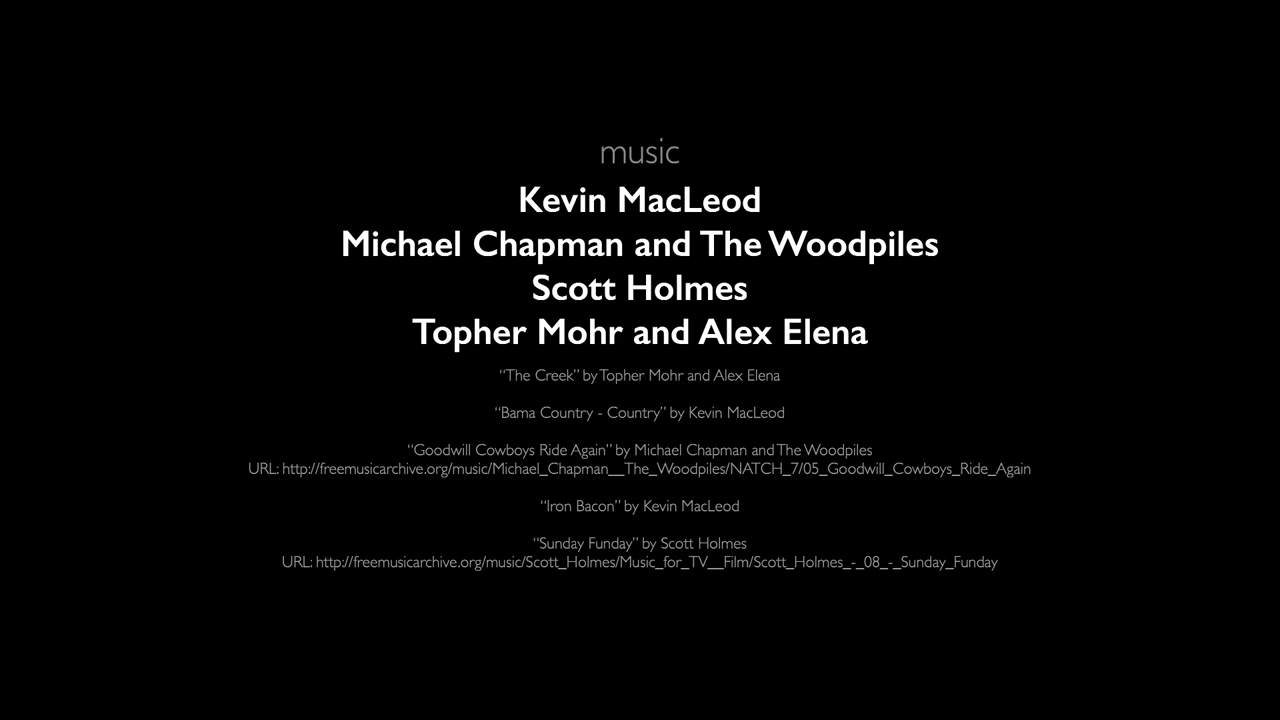 music
Kevin MacLeod
Michael Chapman and The Woodpiles
Scott Holmes
Topher Mohr and Alex Elena
“The Creek” by Topher Mohr and Alex Elena
“Bama Country - Country” by Kevin MacLeod
“Goodwill Cowboys Ride Again” by Michael Chapman and The Woodpiles
URL: http://freemusicarchive.org/music/Michael_Chapman__The_Woodpiles/NATCH_7/05_Goodwill_Cowboys_Ride_Again
“Iron Bacon” by Kevin MacLeod
“Sunday Funday” by Scott Holmes
URL: http://freemusicarchive.org/music/Scott_Holmes/Music_for_TV__Film/Scott_Holmes_-_08_-_Sunday_Funday